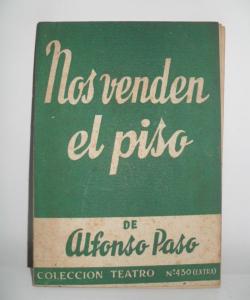 Nos venden
el piso
DE
Alfonso Paso
COLECCION TEATRO Nº 450 (EXTRA)